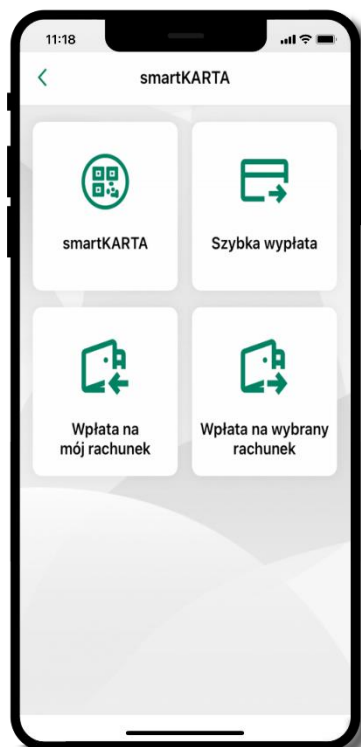 11:18
smartKARTA
smartKARTA
Szybka wypłata
Wpłata na
mój rachunek
Wpłata na wybrany
rachunek